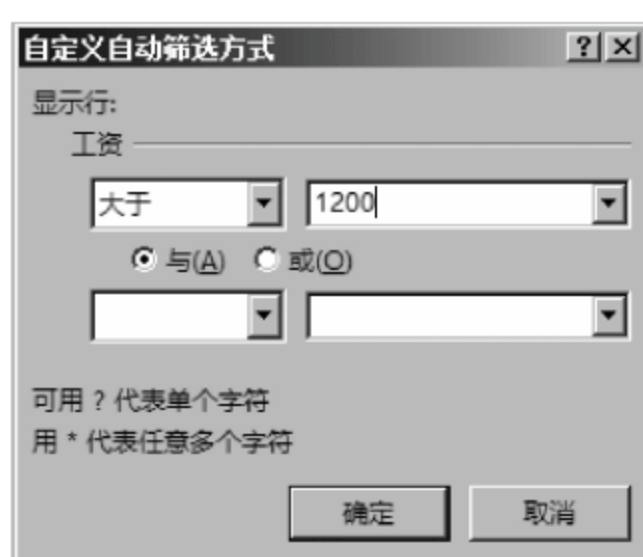 自定义自动筛选方式
显示行:
工资
大于 1200
与(A) 或(O)
可用 ? 代表单个字符
用 * 代表任意多个字符
确定 取消